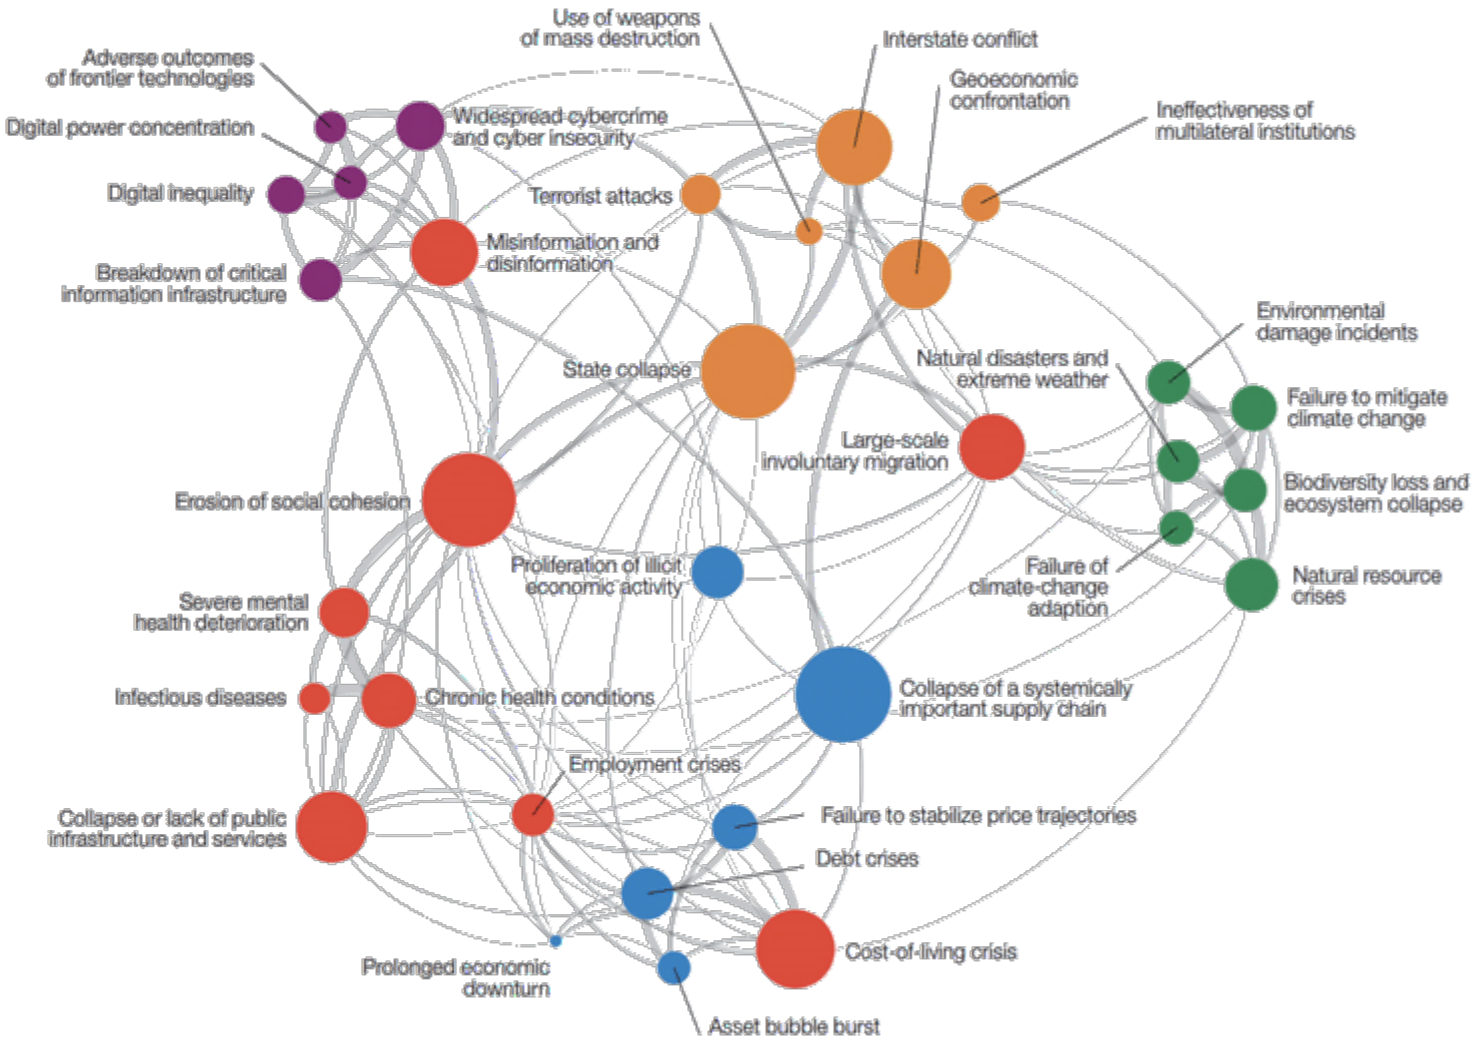 Use of weapons
of mass destruction
Interstate conflict
Adverse outcomes
of frontier technologies
Geoeconomic
confrontation
Ineffectiveness of
multilateral institutions
Widespread cybercrime
and cyber insecurity
Digital power concentration
Digital inequality
Terrorist attacks
Misinformation and
disinformation
Breakdown of critical
information infrastructure
Environmental
damage incidents
State collapse
Natural disasters and
extreme weather
Failure to mitigate
climate change
Large-scale
involuntary migration
Erosion of social cohesion
Biodiversity loss and
ecosystem collapse
Proliferation of illicit
economic activity
Failure of
climate-change
adaption
Natural resource
crises
Severe mental
health deterioration
Infectious diseases
Chronic health conditions
Collapse of a systemically
important supply chain
Employment crises
Collapse or lack of public
infrastructure and services
Failure to stabilize price trajectories
Debt crises
Prolonged economic
downturn
Cost-of-living crisis
Asset bubble burst